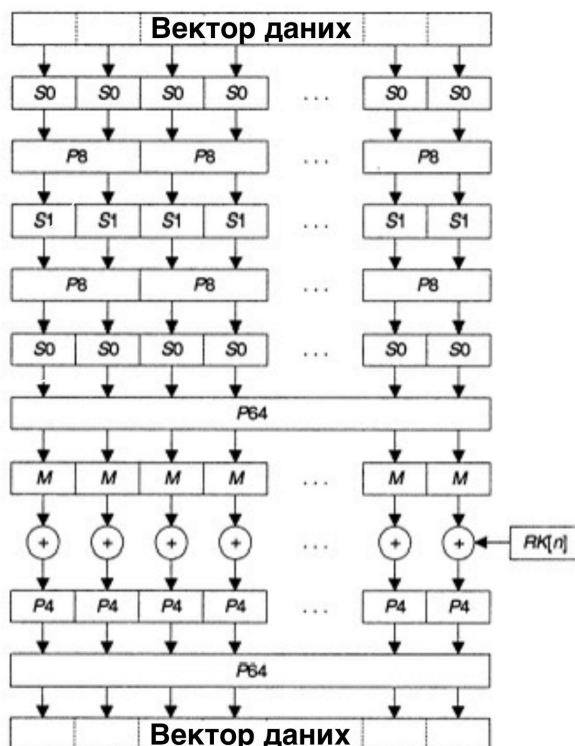 Вектор даних
S0 S0 S0 S0 ... S0 S0
P8 P8 ... P8
S1 S1 S1 S1 ... S1 S1
P8 P8 ... P8
S0 S0 S0 S0 ... S0 S0
P64
M M M M ... M M
+ + + + ... + + RK[n]
P4 P4 P4 P4 ... P4 P4
P64
Вектор даних